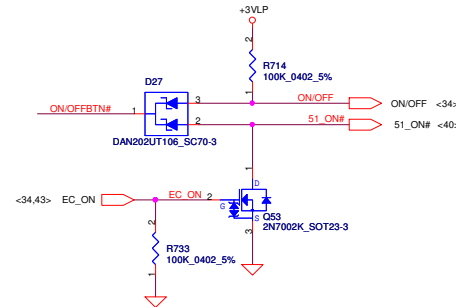 +3VLP
2
R714
100K_0402_5%
1
D27
ON/OFFBTN#
1
3
ON/OFF
ON/OFF <34>
2
51_ON#
51_ON# <40>
DAN202UT106_SC70-3
1
D
<34,43> EC_ON
EC_ON
2
G
S
Q53
2N7002K_SOT23-3
3
2
R733
100K_0402_5%
1